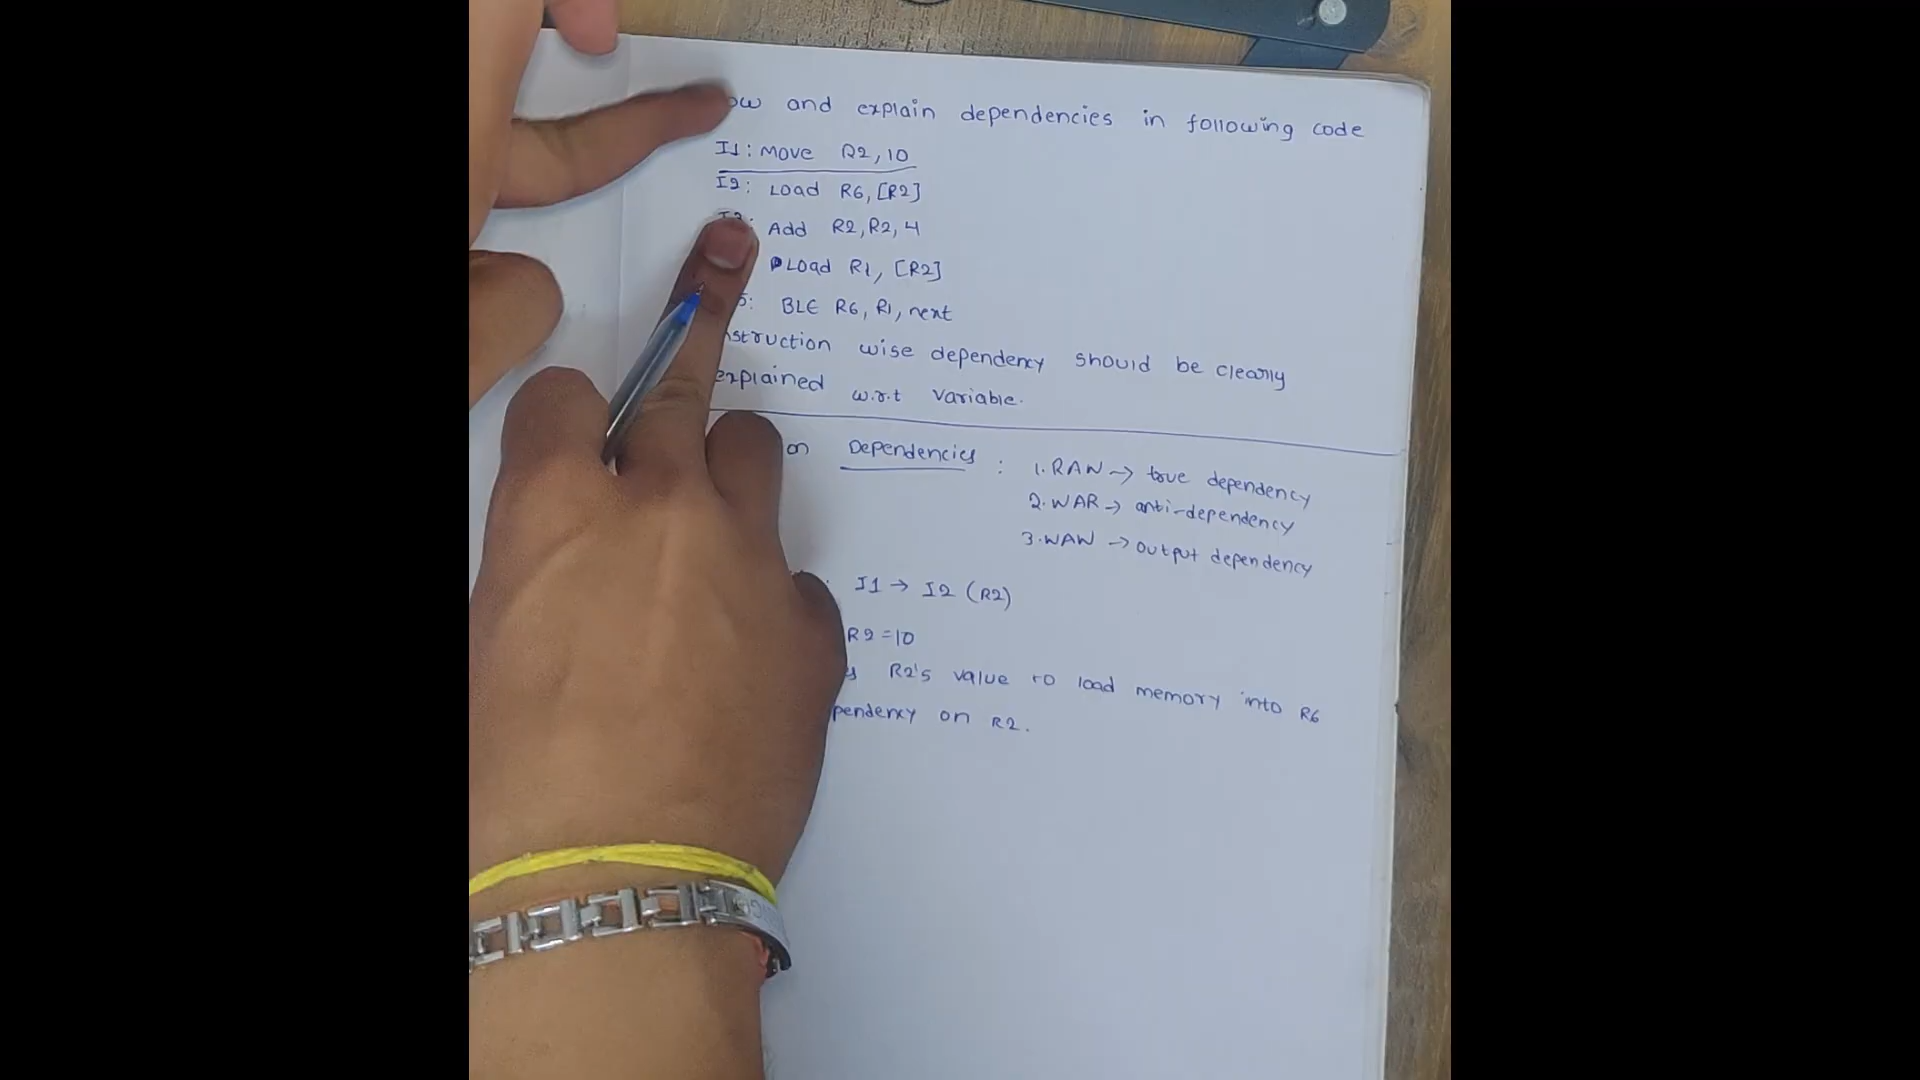 and explain dependencies in following code
I1: Move R2, 10
I2: Load R6, [R2]
Add R2, R2, 4
Load R1, [R2]
5: BLE R6, R1, next
wise dependency should be clearly
explained w.r.t variable.
on Dependencies : 1. RAW → true dependency
2. WAR → anti-dependency
3. WAW → output dependency
I1 → I2 (R2)
R2 = 10
R2's value to load memory into R6
on R2.